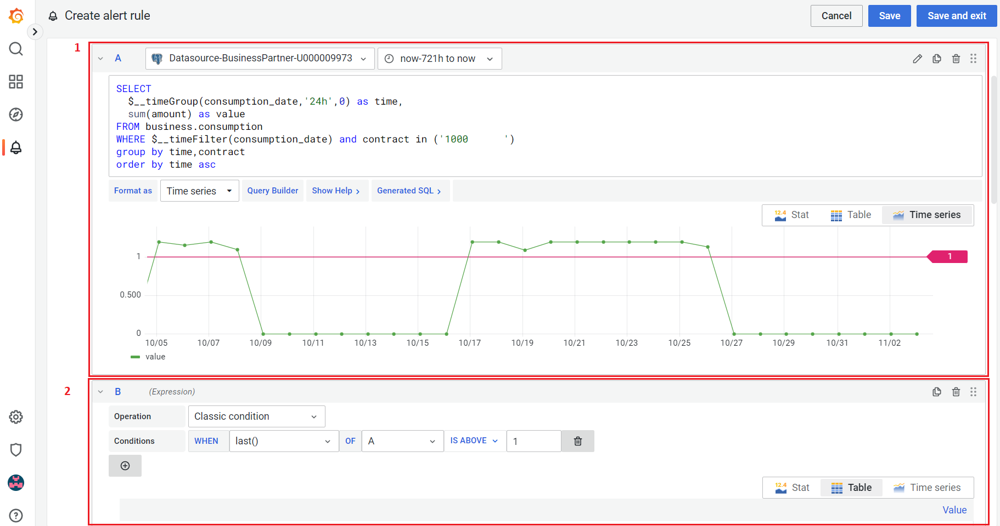 Create alert rule
Cancel
Save
Save and exit
1
A
Datasource-BusinessPartner-U000009973
now-721h to now
SELECT
$__timeGroup(consumption_date,'24h',0) as time,
sum(amount) as value
FROM business.consumption
WHERE $__timeFilter(consumption_date) and contract in ('1000      ')
group by time,contract
order by time asc
Format as
Time series
Query Builder
Show Help
Generated SQL
12.4 Stat
Table
Time series
1
0.500
0
1
10/05 10/07 10/09 10/11 10/13 10/15 10/17 10/19 10/21 10/23 10/25 10/27 10/29 10/31 11/02
value
2
B
(Expression)
Operation
Classic condition
Conditions
WHEN
last()
OF
A
IS ABOVE
1
12.4 Stat
Table
Time series
Value